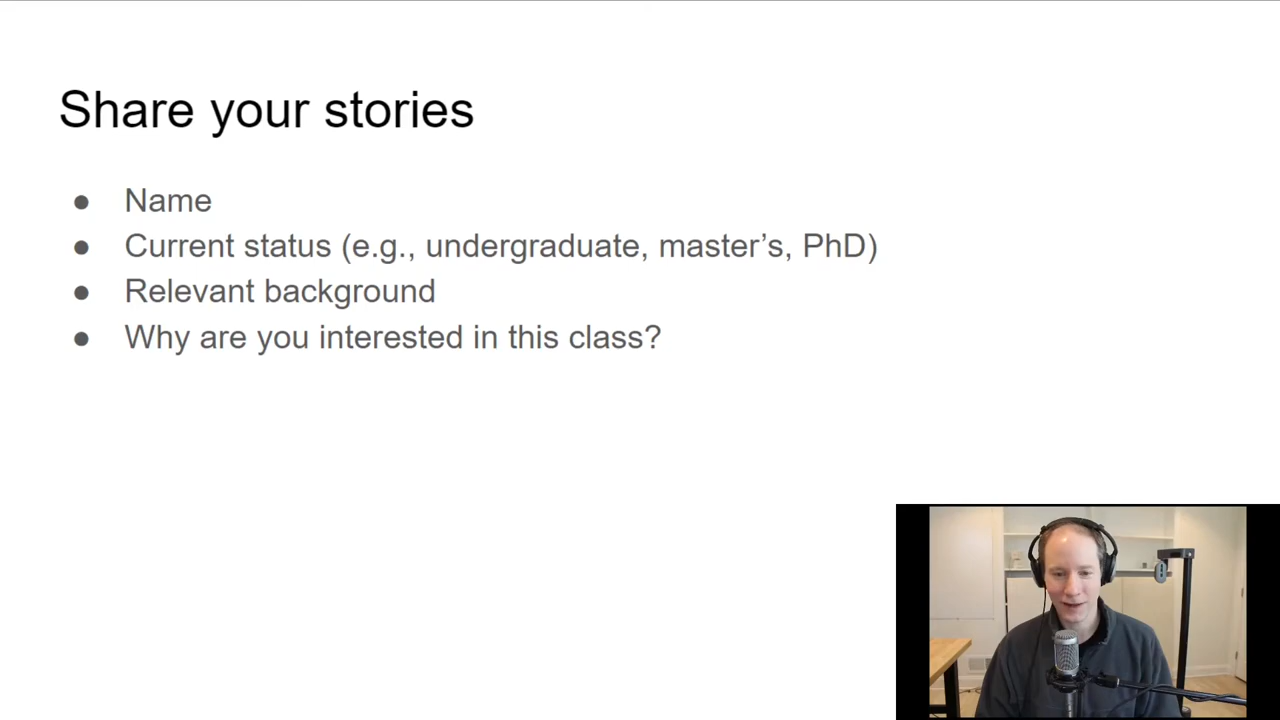 Share your stories
● Name
● Current status (e.g., undergraduate, master’s, PhD)
● Relevant background
● Why are you interested in this class?